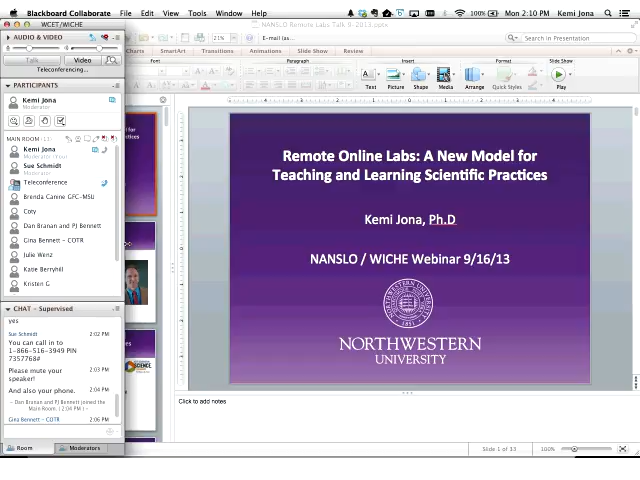 Blackboard Collaborate File Edit View Tools Window Help
100% Mon 2:10 PM Kemi Jona
WCET/WICHE
NANSLO Remote Labs Talk 9-2013.pptx
21%
E-mail (as...
Search in Presentation
Charts SmartArt Transitions Animations Slide Show Review
Font Paragraph Insert Format Slide Show
Text Picture Shape Media Arrange Quick Styles Play
AUDIO & VIDEO
Talk Video
Teleconferencing...
PARTICIPANTS
Kemi Jona
Moderator
MAIN ROOM
Kemi Jona
Moderator (You)
Sue Schmidt
Moderator
Teleconference
Brenda Canine GFC-MSU
Coty
Dan Branan and PJ Bennett
Gina Bennett - COTR
Julie Wenz
Katie Berryhill
Kristen G
CHAT - Supervised
yes
Sue Schmidt 2:02 PM
You can call in to
1-866-516-3949 PIN
7357768#
Please mute your 2:03 PM
speaker!
And also your phone. 2:04 PM
- Dan Branan and PJ Bennett joined the
Main Room. ( 2:04 PM ) -
Gina Bennett - COTR 2:06 PM
Room Moderators
Remote Online Labs: A New Model for
Teaching and Learning Scientific Practices
Kemi Jona, Ph.D
NANSLO / WICHE Webinar 9/16/13
NORTHWESTERN
UNIVERSITY
Click to add notes
Slide 1 of 33 100%